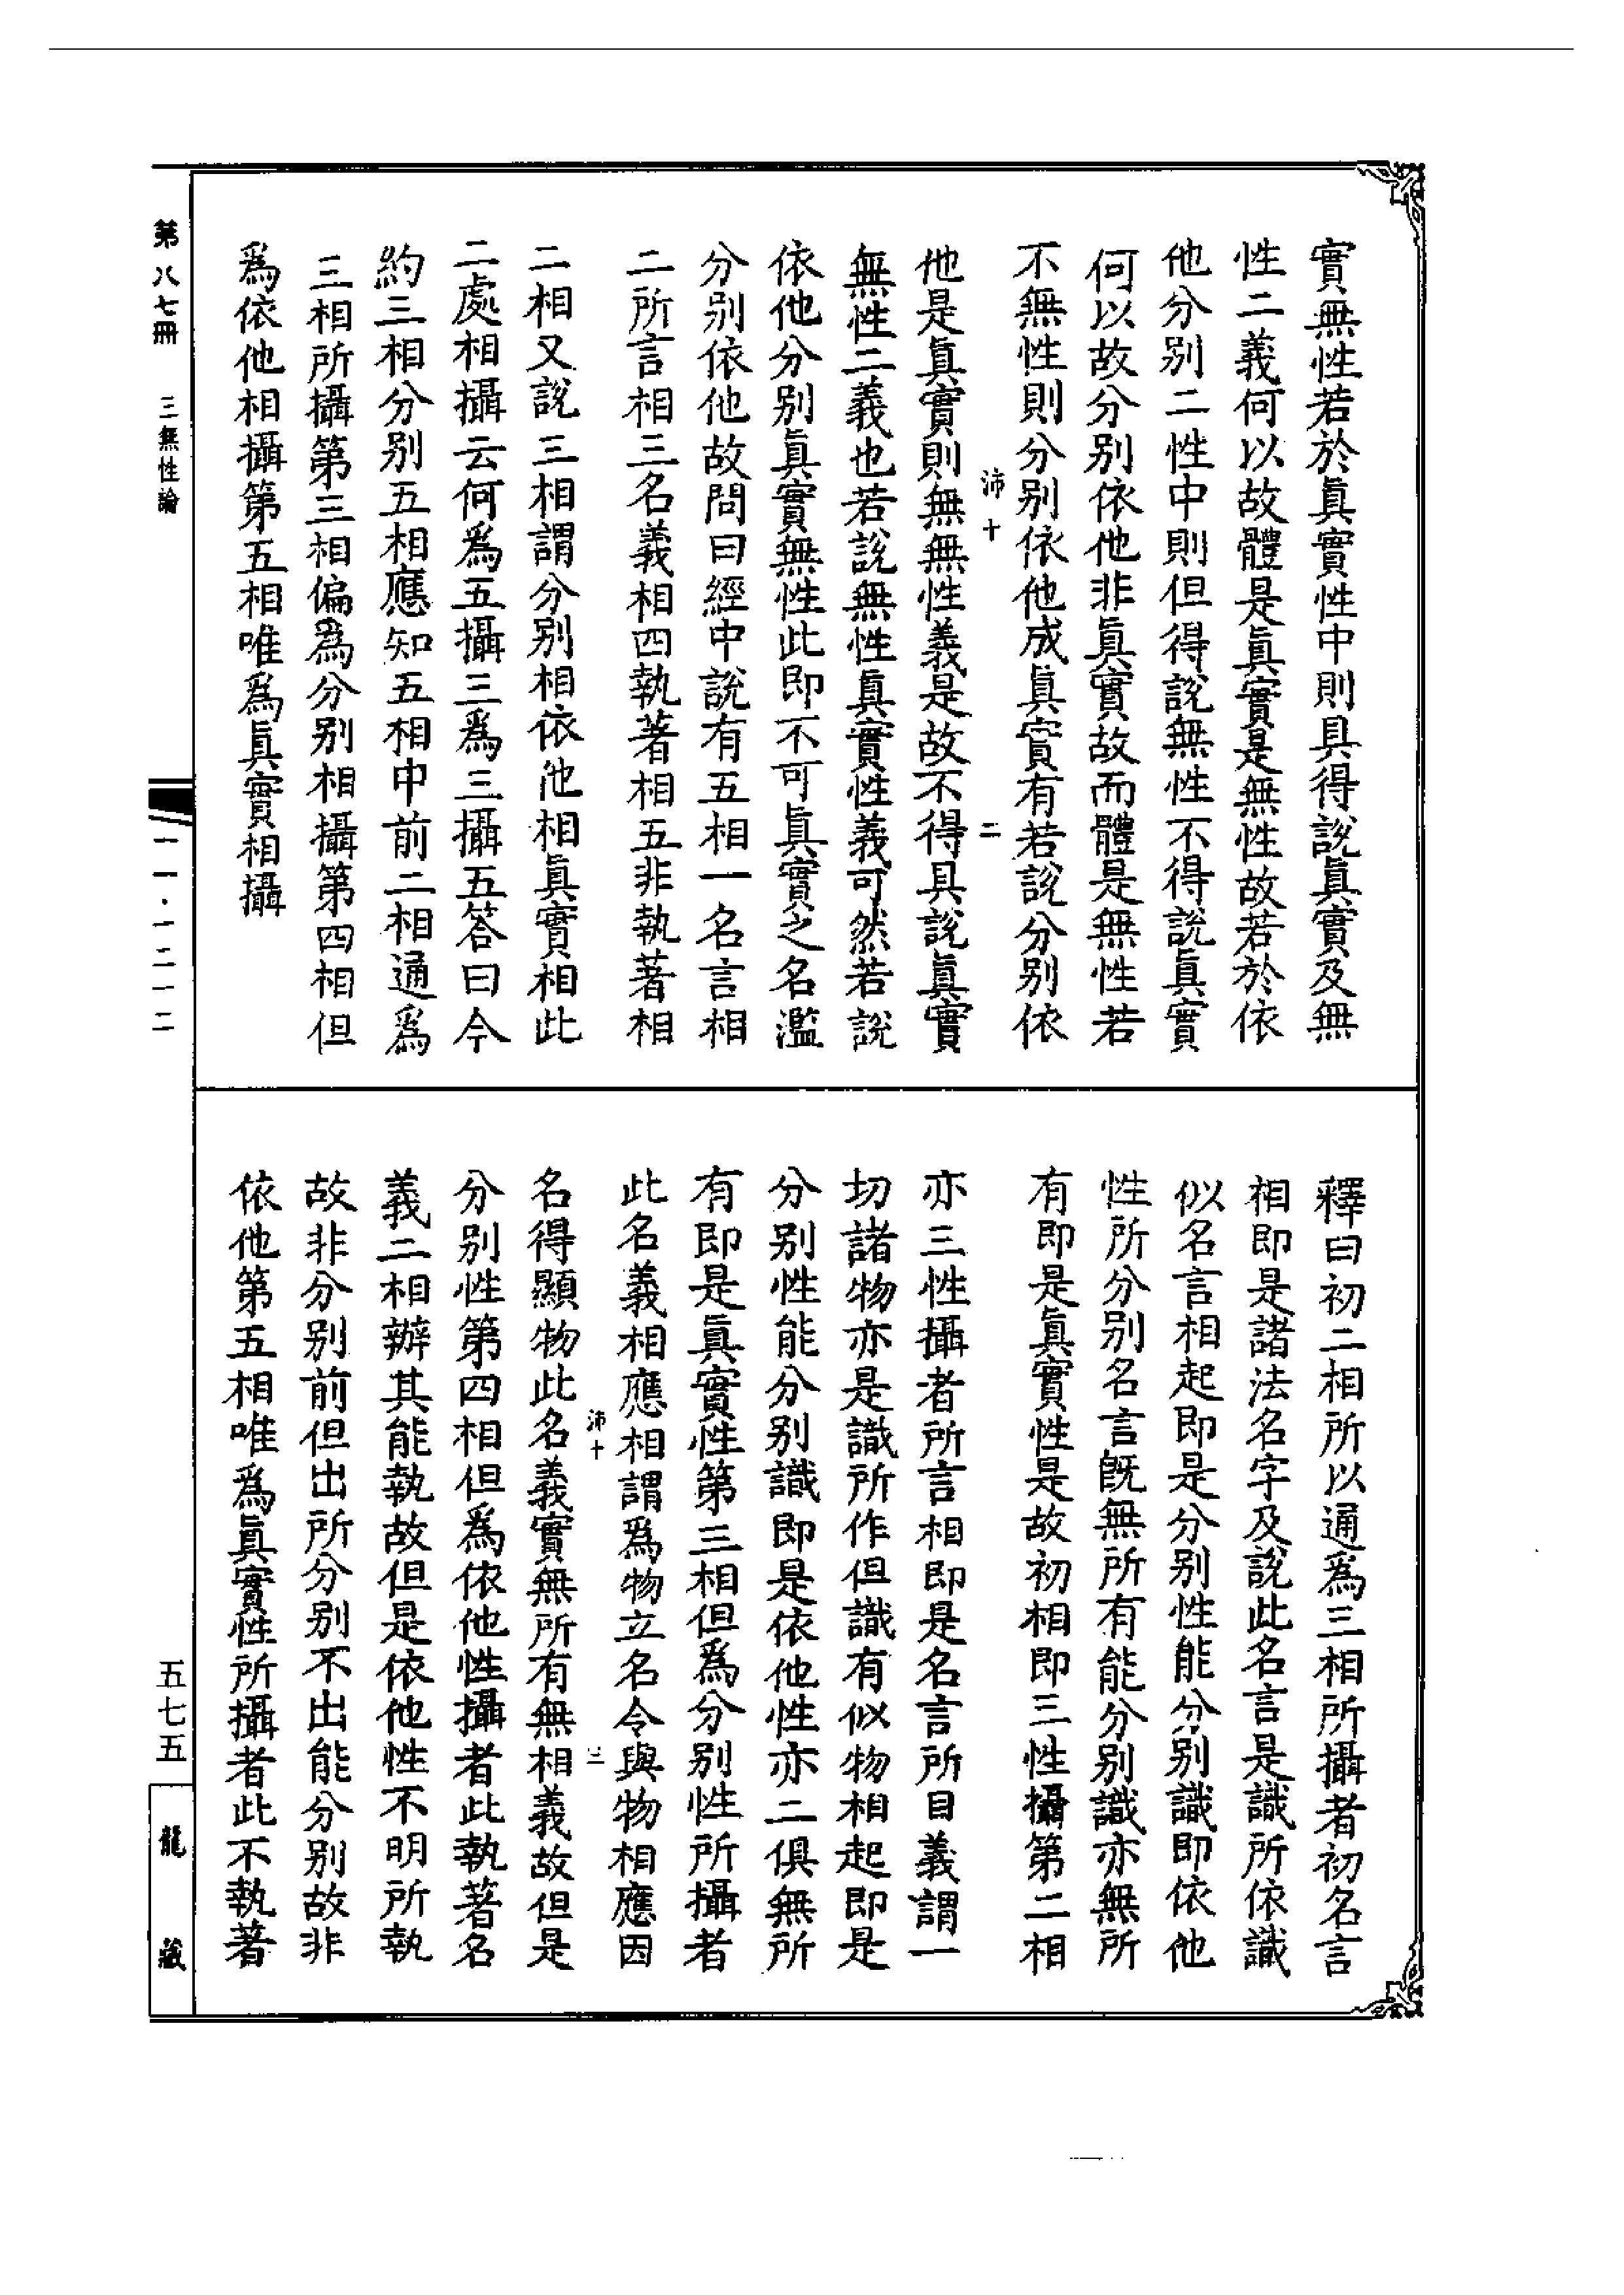 實無性若於眞實性中則具得說眞實及無
性二義何以故體是眞實是無性故若於依
他分別二性中則但得說無性不得說眞實
何以故分別依他非眞實故而體是無性若
不無性則分別依他成眞實有若說分別依
沛十 二
他是眞實則無無性義是故不得具說眞實
無性二義也若說無性眞實性義可然若說
依他分別眞實無性此即不可眞實之名濫
分別依他故問曰經中說有五相一名言相
二所言相三名義相四執著相五非執著相
二相又說三相謂分別相依他相眞實相此
二處相攝云何爲五攝三爲三攝五答曰今
約三相分別五相應知五相中前二相通爲
三相所攝第三相偏爲分別相攝第四相但
爲依他相攝第五相唯爲眞實相攝
釋曰初二相所以通爲三相所攝者初名言
相即是諸法名字及說此名言是識所依識
似名言相起即是分別性能分別識即依他
性所分別名言既無所有能分別識亦無所
有即是眞實性是故初相即三性攝第二相
亦三性攝者所言相即是名言所目義謂一
切諸物亦是識所作但識有似物相起即是
分別性能分別識即是依他性亦二俱無所
有即是眞實性第三相但爲分別性所攝者
此名義相應相謂爲物立名令與物相應因
沛十 三
名得顯物此名義實無所有無相義故但是
分別性第四相但爲依他性攝者此執著名
義二相辦其能執故但是依他性不明所執
故非分別前但出所分別不出能分別故非
依他第五相唯爲眞實性所攝者此不執著
第八七冊 三無性論
一一·一二一二
五七五
龍藏